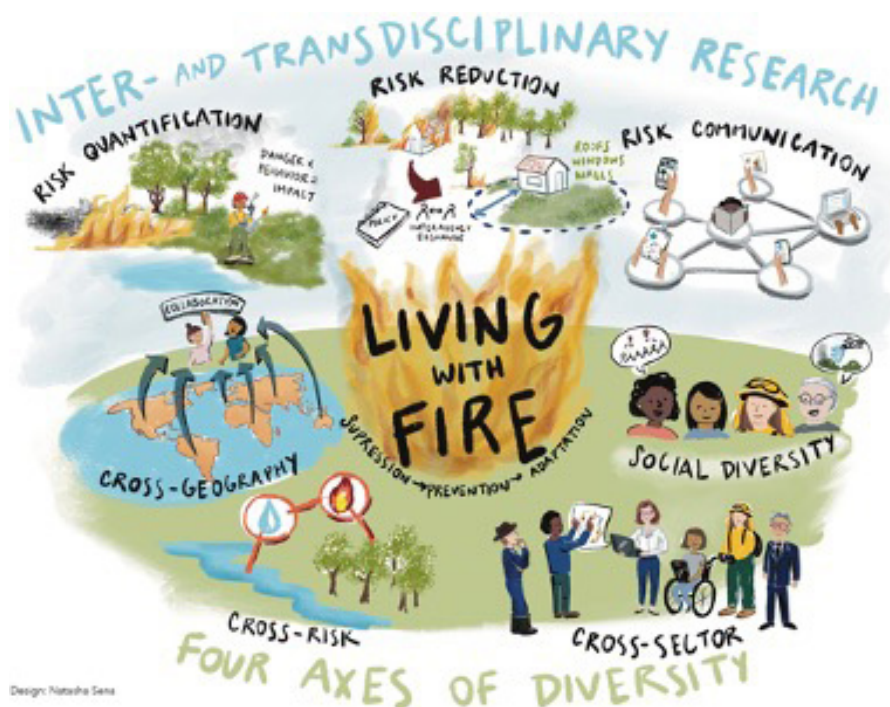 INTER- AND TRANSDISCIPLINARY RESEARCH
RISK QUANTIFICATION
DANGER
BEHAVIOR
IMPACT
RISK REDUCTION
ROOFS
WINDOWS
WALLS
POLICY
RISK COMMUNICATION
COLLABORATION
CROSS-GEOGRAPHY
LIVING
WITH
FIRE
SUPRESSION → PREVENTION → ADAPTATION
SOCIAL DIVERSITY
CROSS-RISK
CROSS-SECTOR
FOUR AXES OF DIVERSITY
Design: Natasha Sena